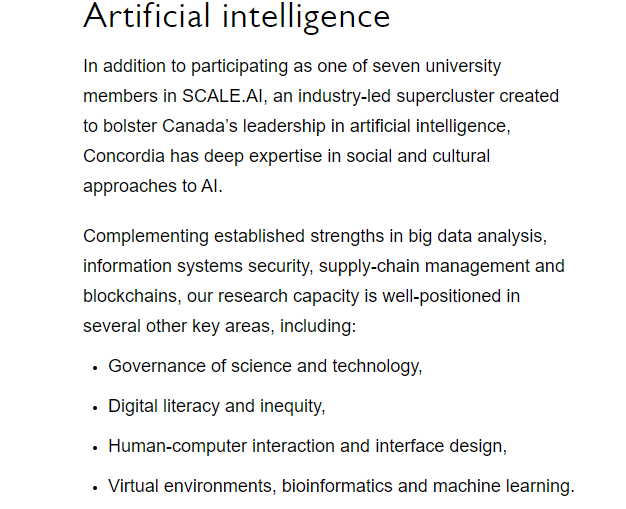 Artificial intelligence
In addition to participating as one of seven university
members in SCALE.AI, an industry-led supercluster created
to bolster Canada’s leadership in artificial intelligence,
Concordia has deep expertise in social and cultural
approaches to AI.
Complementing established strengths in big data analysis,
information systems security, supply-chain management and
blockchains, our research capacity is well-positioned in
several other key areas, including:
• Governance of science and technology,
• Digital literacy and inequity,
• Human-computer interaction and interface design,
• Virtual environments, bioinformatics and machine learning.